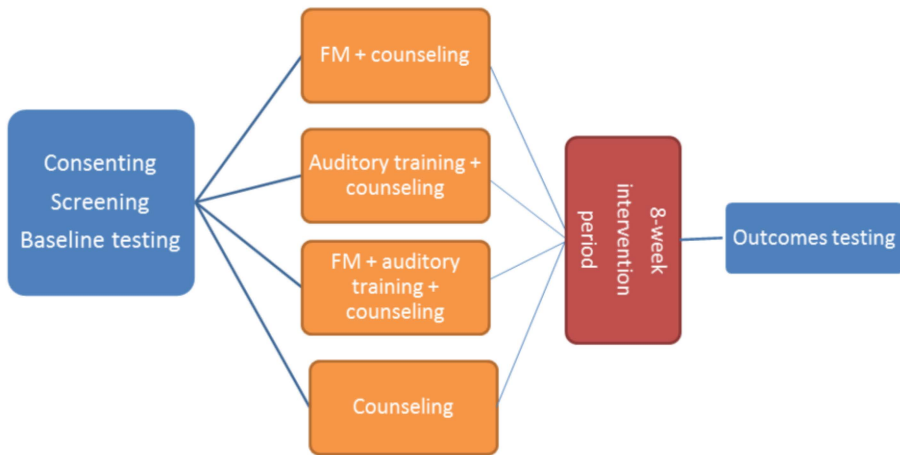 Consenting
Screening
Baseline testing
FM + counseling
Auditory training +
counseling
FM + auditory
training +
counseling
Counseling
8-week
intervention
period
Outcomes testing